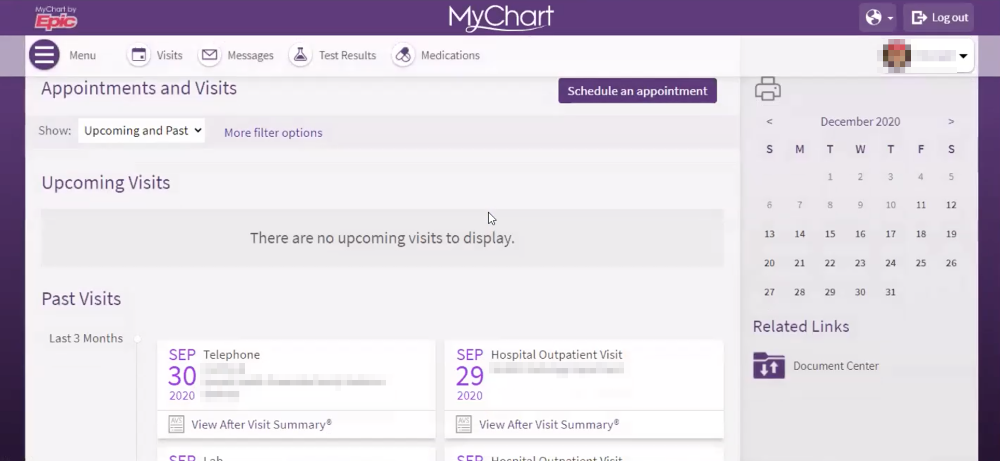 MyChart by
Epic
MyChart
Log out
Menu
Visits
Messages
Test Results
Medications
Appointments and Visits
Schedule an appointment
Show:
Upcoming and Past
More filter options
Upcoming Visits
There are no upcoming visits to display.
Past Visits
Last 3 Months
SEP
30
2020
Telephone
AVS
View After Visit Summary®
SEP
29
2020
Hospital Outpatient Visit
AVS
View After Visit Summary®
SEP Lab
SEP Hospital Outpatient Visit
< December 2020 >
S M T W T F S
1 2 3 4 5
6 7 8 9 10 11 12
13 14 15 16 17 18 19
20 21 22 23 24 25 26
27 28 29 30 31
Related Links
Document Center